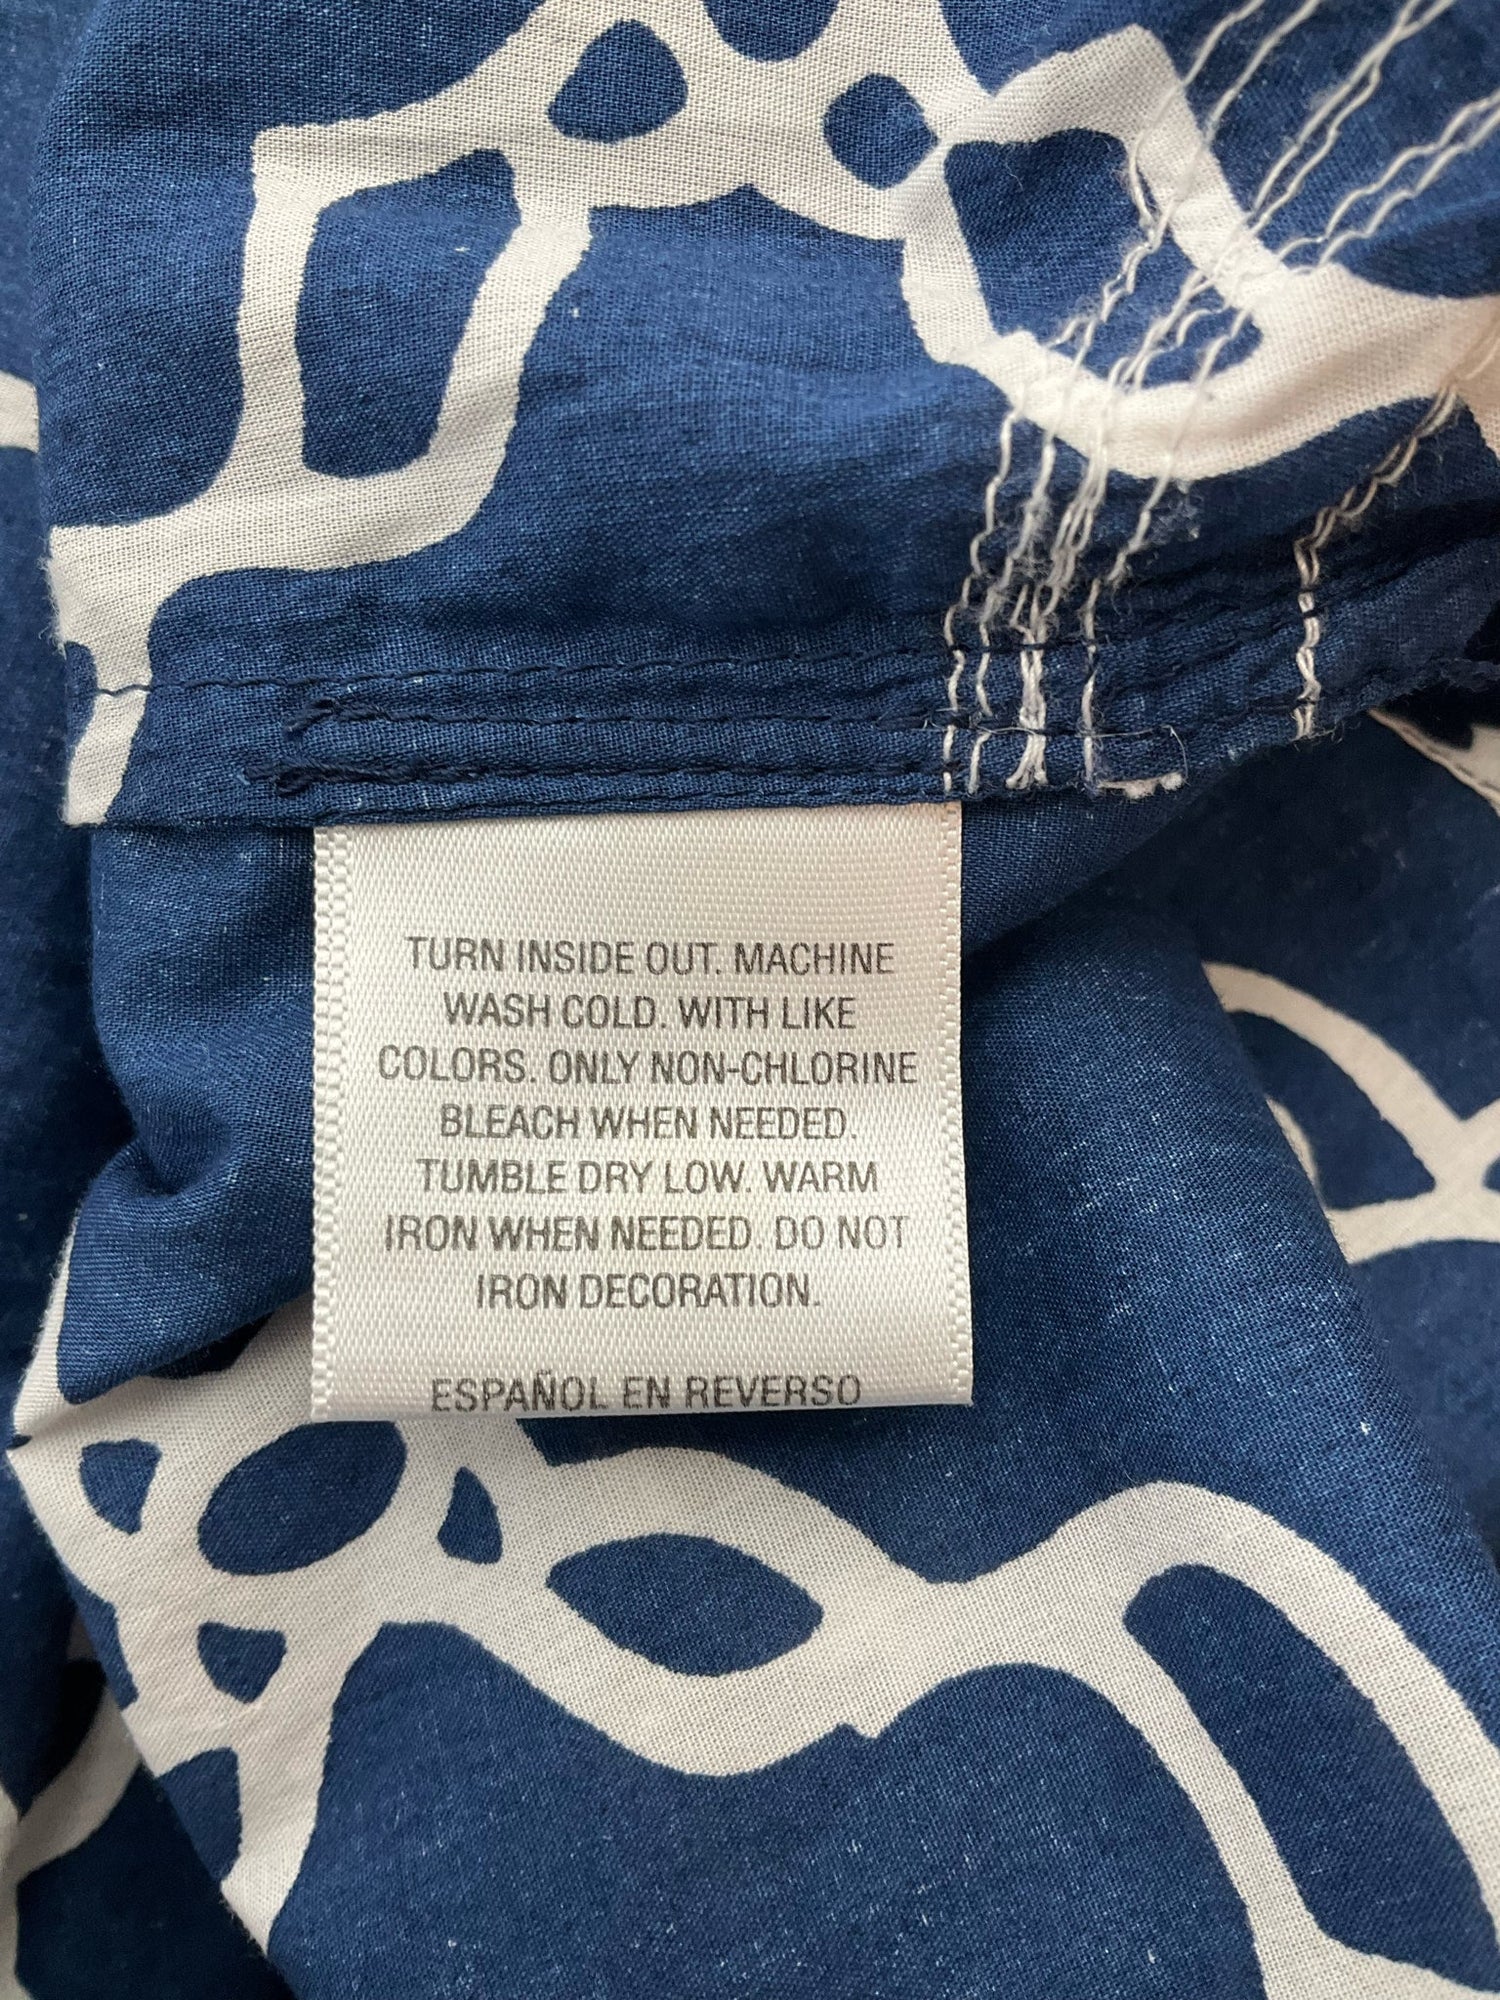 TURN INSIDE OUT. MACHINE
WASH COLD. WITH LIKE
COLORS. ONLY NON-CHLORINE
BLEACH WHEN NEEDED.
TUMBLE DRY LOW. WARM
IRON WHEN NEEDED. DO NOT
IRON DECORATION.
ESPAÑOL EN REVERSO